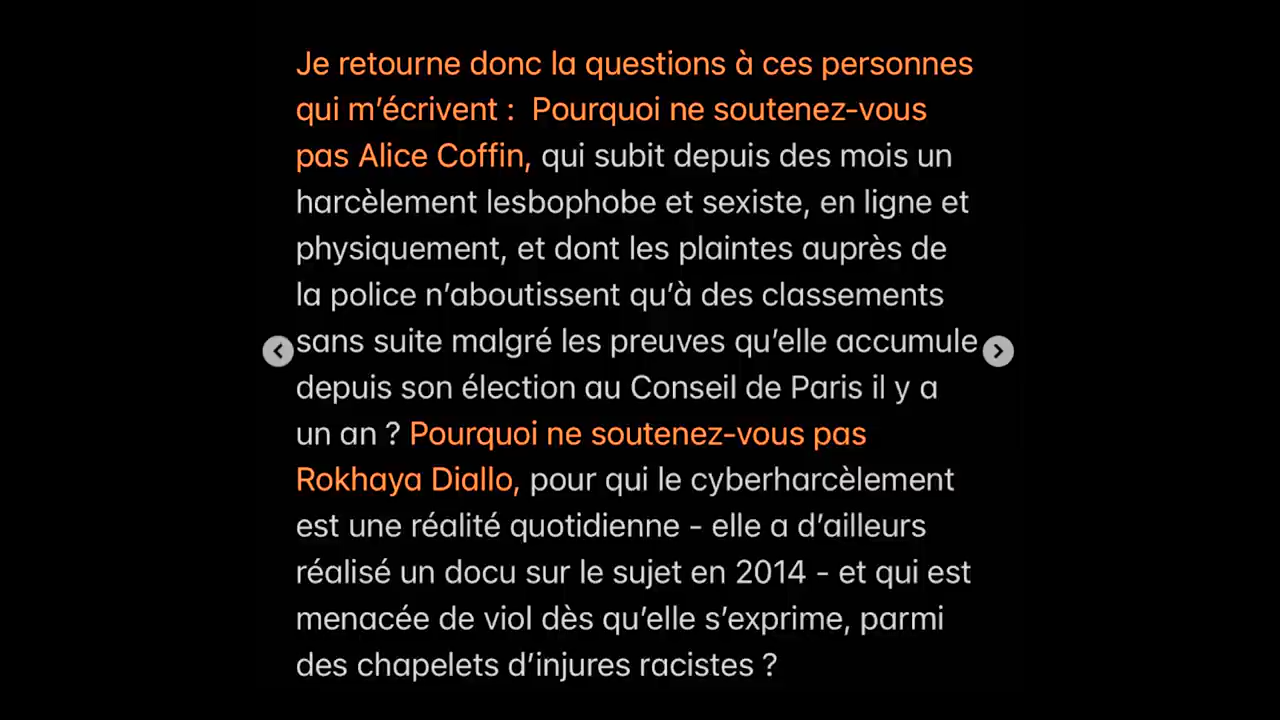 Je retourne donc la questions à ces personnes
qui m’écrivent :  Pourquoi ne soutenez-vous
pas Alice Coffin, qui subit depuis des mois un
harcèlement lesbophobe et sexiste, en ligne et
physiquement, et dont les plaintes auprès de
la police n’aboutissent qu’à des classements
sans suite malgré les preuves qu’elle accumule
depuis son élection au Conseil de Paris il y a
un an ? Pourquoi ne soutenez-vous pas
Rokhaya Diallo, pour qui le cyberharcèlement
est une réalité quotidienne - elle a d’ailleurs
réalisé un docu sur le sujet en 2014 - et qui est
menacée de viol dès qu’elle s’exprime, parmi
des chapelets d’injures racistes ?